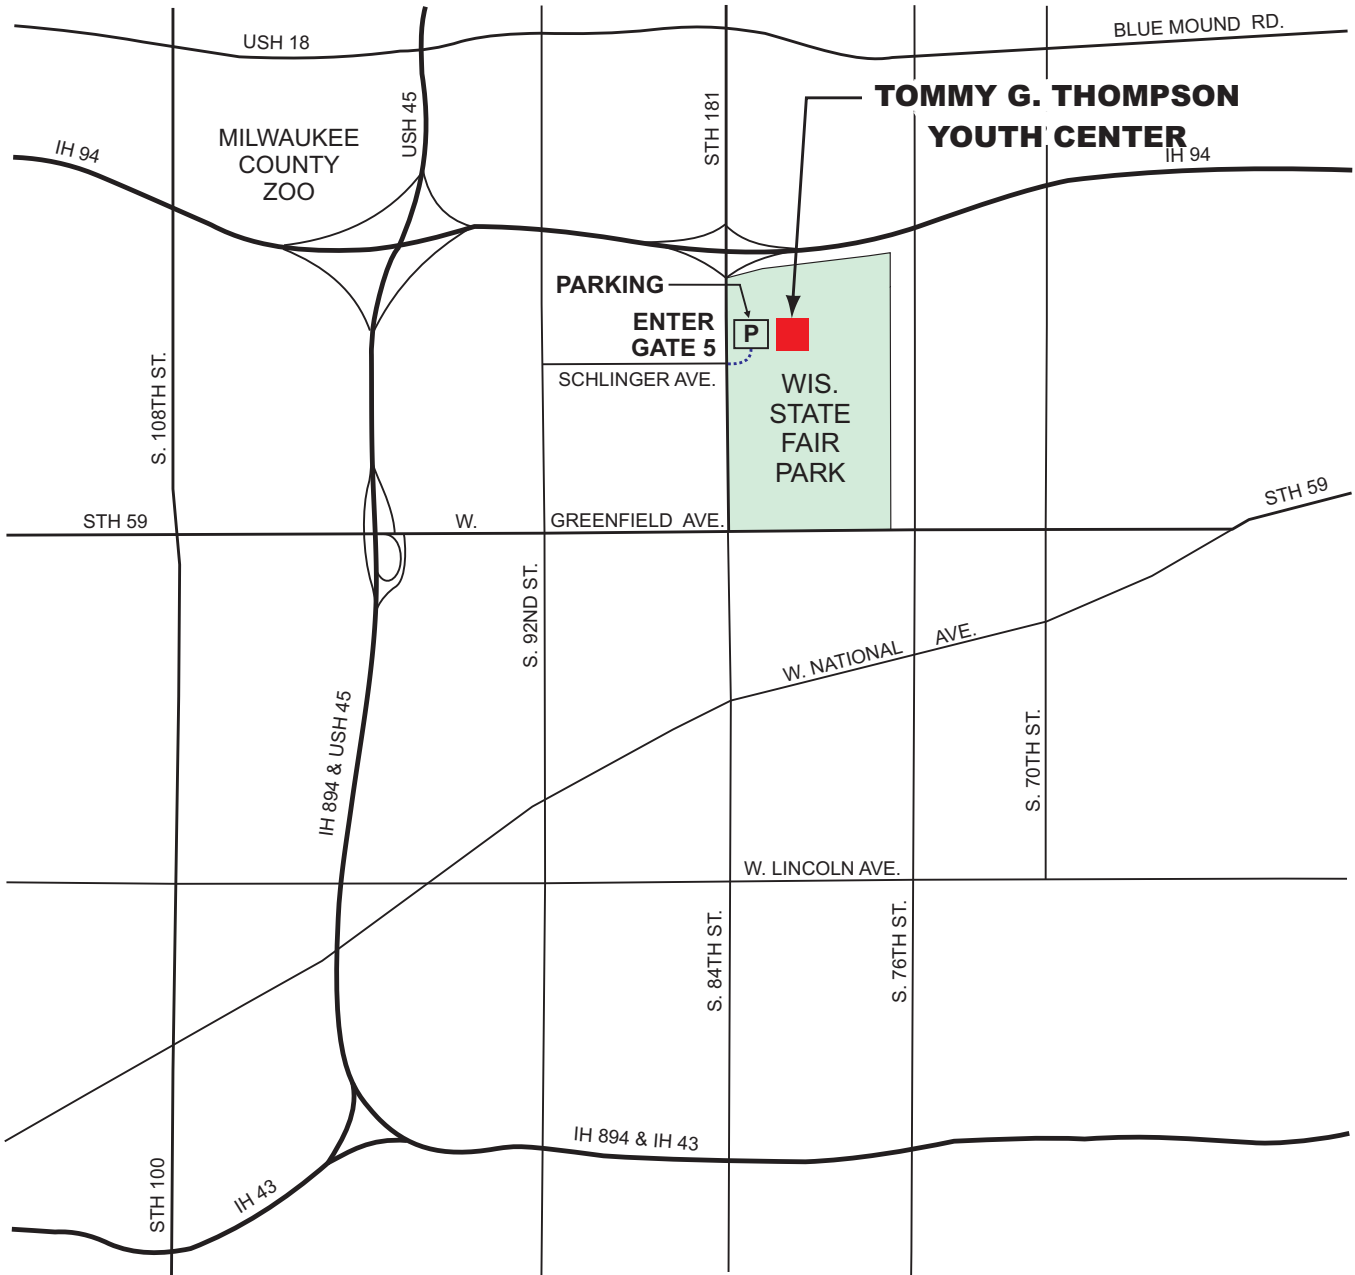 BLUE MOUND RD.
USH 18
TOMMY G. THOMPSON
YOUTH CENTER
USH 45
STH 181
MILWAUKEE
COUNTY
ZOO
IH 94
IH 94
PARKING
ENTER
GATE 5
P
SCHLINGER AVE.
WIS.
STATE
FAIR
PARK
S. 108TH ST.
STH 59
STH 59
W. GREENFIELD AVE.
S. 92ND ST.
W. NATIONAL AVE.
IH 894 & USH 45
S. 70TH ST.
W. LINCOLN AVE.
S. 84TH ST.
S. 76TH ST.
IH 894 & IH 43
STH 100
IH 43